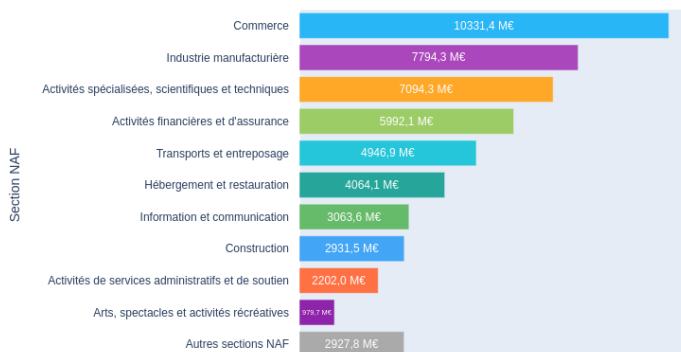 Section NAF
Commerce 10331,4 M€
Industrie manufacturière 7794,3 M€
Activités spécialisées, scientifiques et techniques 7094,3 M€
Activités financières et d'assurance 5992,1 M€
Transports et entreposage 4946,9 M€
Hébergement et restauration 4064,1 M€
Information et communication 3063,6 M€
Construction 2931,5 M€
Activités de services administratifs et de soutien 2202,0 M€
Arts, spectacles et activités récréatives 979,7 M€
Autres sections NAF 2927,8 M€